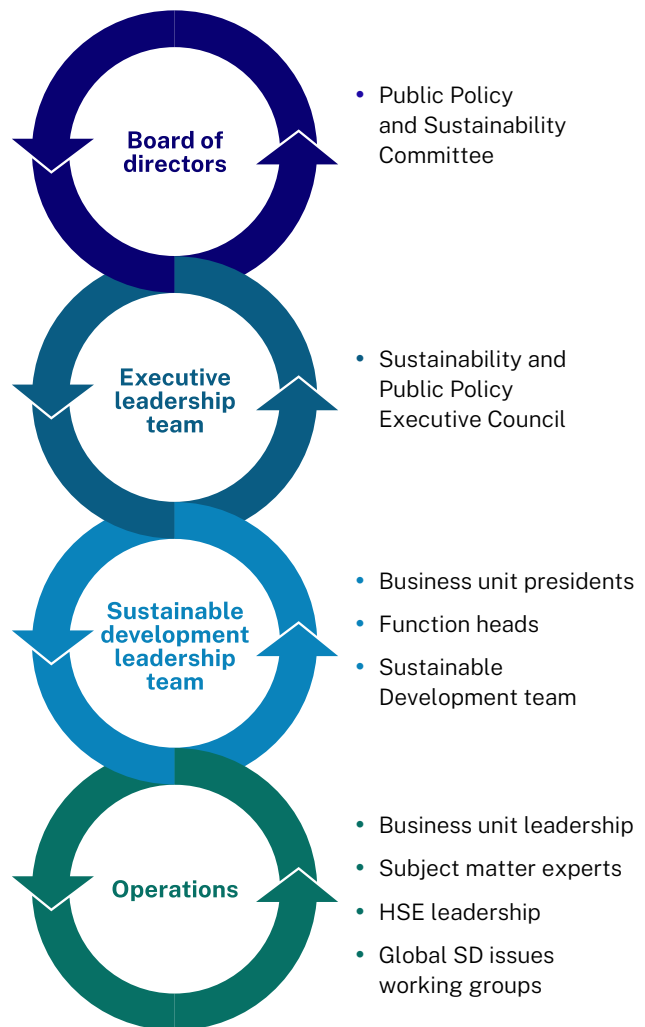 Board of
directors
• Public Policy
and Sustainability
Committee
Executive
leadership
team
• Sustainability and
Public Policy
Executive Council
Sustainable
development
leadership
team
• Business unit presidents
• Function heads
• Sustainable
Development team
Operations
• Business unit leadership
• Subject matter experts
• HSE leadership
• Global SD issues
working groups